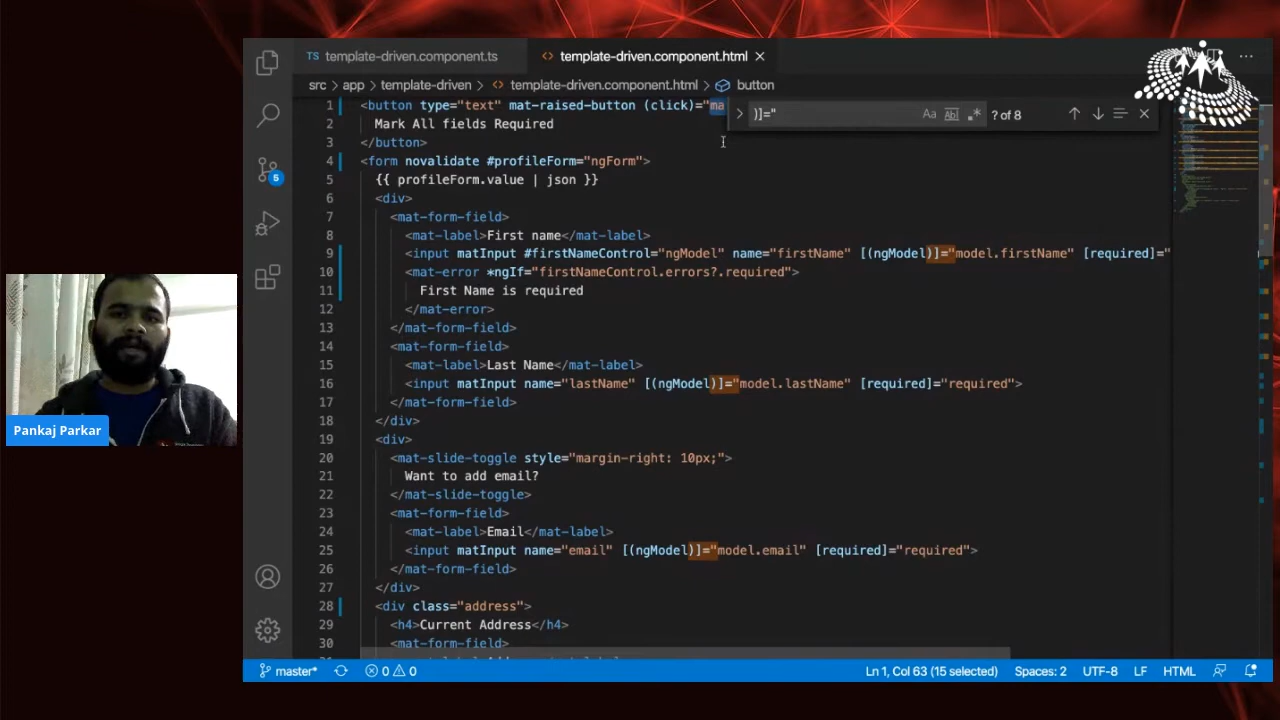 template-driven.component.ts
template-driven.component.html
src > app > template-driven > template-driven.component.html > button
)]="
? of 8
1 <button type="text" mat-raised-button (click)="ma
2 Mark All fields Required
3 </button>
4 <form novalidate #profileForm="ngForm">
5 {{ profileForm.value | json }}
6 <div>
7 <mat-form-field>
8 <mat-label>First name</mat-label>
9 <input matInput #firstNameControl="ngModel" name="firstName" [(ngModel)]="model.firstName" [required]="
10 <mat-error *ngIf="firstNameControl.errors?.required">
11 First Name is required
12 </mat-error>
13 </mat-form-field>
14 <mat-form-field>
15 <mat-label>Last Name</mat-label>
16 <input matInput name="lastName" [(ngModel)]="model.lastName" [required]="required">
17 </mat-form-field>
18 </div>
19 <div>
20 <mat-slide-toggle style="margin-right: 10px;">
21 Want to add email?
22 </mat-slide-toggle>
23 <mat-form-field>
24 <mat-label>Email</mat-label>
25 <input matInput name="email" [(ngModel)]="model.email" [required]="required">
26 </mat-form-field>
27 </div>
28 <div class="address">
29 <h4>Current Address</h4>
30 <mat-form-field>
5
Pankaj Parkar
master* 0 0 Ln 1, Col 63 (15 selected) Spaces: 2 UTF-8 LF HTML